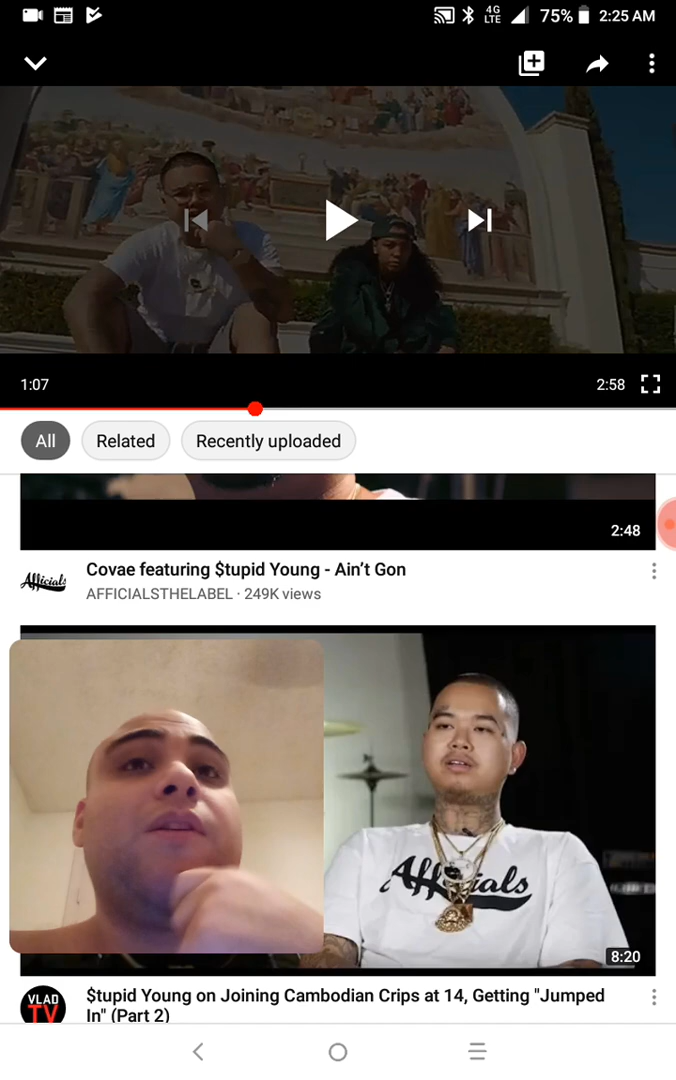 4G
LTE
75%
2:25 AM
1:07
2:58
All
Related
Recently uploaded
2:48
Covae featuring $tupid Young - Ain’t Gon
Afficials
AFFICIALSTHELABEL · 249K views
Afficials
8:20
VLAD
TV
$tupid Young on Joining Cambodian Crips at 14, Getting "Jumped
In" (Part 2)